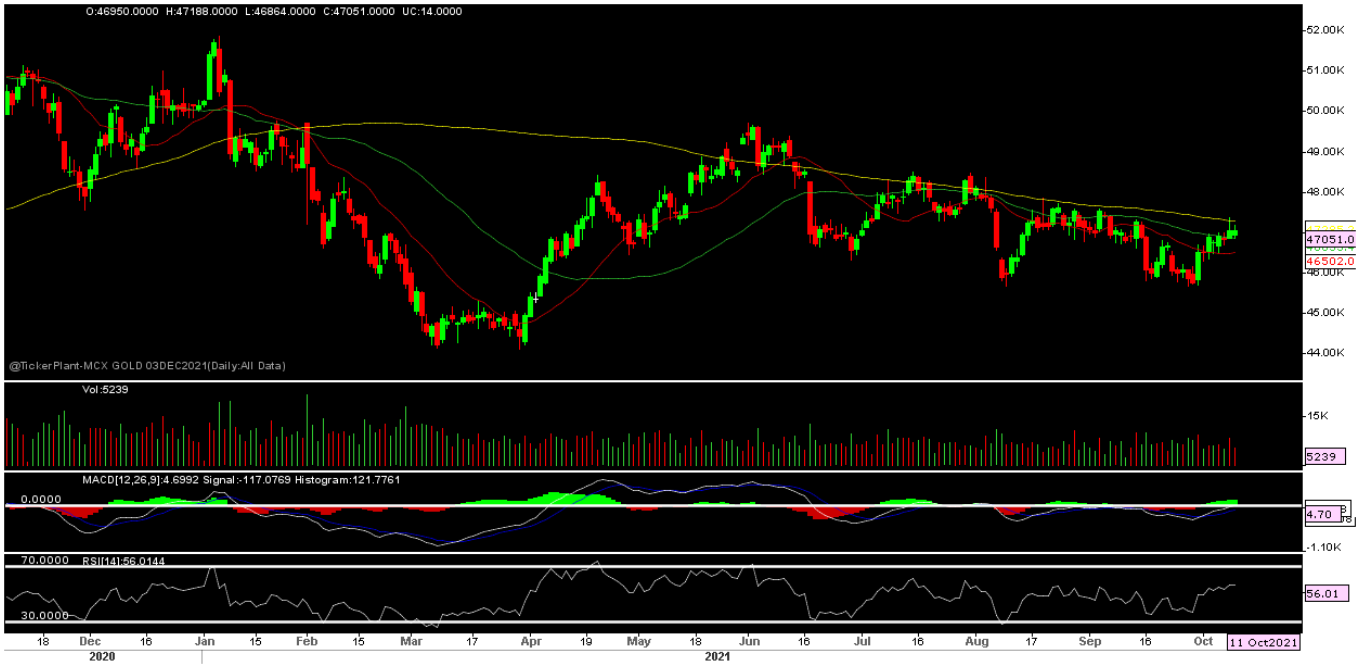 O:46950.0000 H:47188.0000 L:46864.0000 C:47051.0000 UC:14.0000
52.00K
51.00K
50.00K
49.00K
48.00K
47051.0
46502.0
46.00K
45.00K
44.00K
@TickerPlant-MCX GOLD 03DEC2021(Daily:All Data)
Vol:5239
15K
5239
MACD[12,26,9]:4.6992 Signal:-117.0769 Histogram:121.7761
0.0000
4.70
-1.10K
70.0000 RSI[14]:56.0144
56.01
30.0000
18 Dec 16 Jan 15 Feb 15 Mar 17 Apr 19 May 18 Jun 16 Jul 16 Aug 17 Sep 16 Oct 11 Oct2021
2020 2021